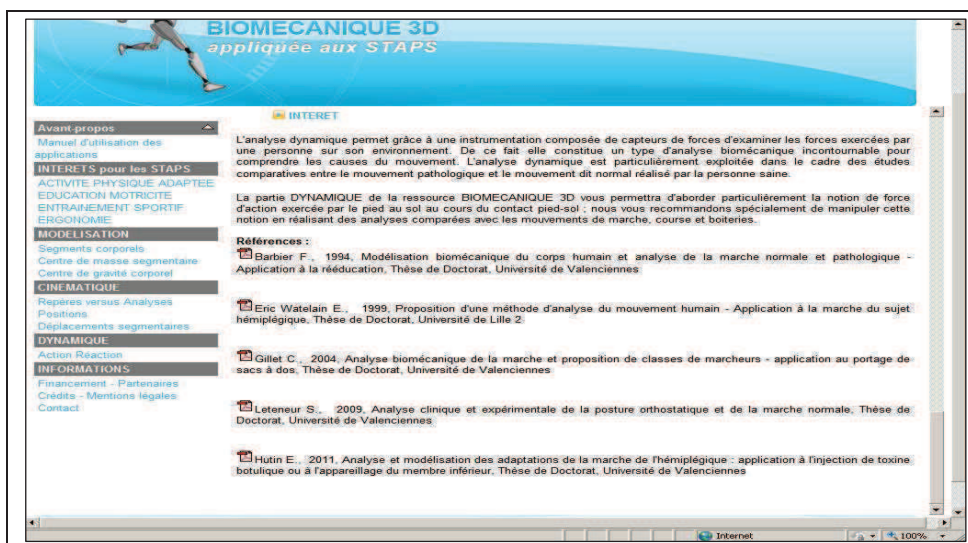 BIOMECANIQUE 3D
appliquée aux STAPS
Avant-propos
Manuel d'utilisation des
applications
INTERETS pour les STAPS
ACTIVITE PHYSIQUE ADAPTEE
EDUCATION MOTRICITE
ENTRAINEMENT SPORTIF
ERGONOMIE
MODELISATION
Segments corporels
Centre de masse segmentaire
Centre de gravité corporel
CINEMATIQUE
Repères versus Analyses
Positions
Déplacements segmentaires
DYNAMIQUE
Action Réaction
INFORMATIONS
Financement - Partenaires
Crédits - Mentions légales
Contact
INTERET
L'analyse dynamique permet grâce à une instrumentation composée de capteurs de forces d'examiner les forces exercées par
une personne sur son environnement. De ce fait elle constitue un type d'analyse biomécanique incontournable pour
comprendre les causes du mouvement. L'analyse dynamique est particulièrement exploitée dans le cadre des études
comparatives entre le mouvement pathologique et le mouvement dit normal réalisé par la personne saine.
La partie DYNAMIQUE de la ressource BIOMECANIQUE 3D vous permettra d'aborder particulièrement la notion de force
d'action exercée par le pied au sol au cours du contact pied-sol ; nous vous recommandons spécialement de manipuler cette
notion en réalisant des analyses comparées avec les mouvements de marche, course et boiteries.
Références :
Barbier F., 1994, Modélisation biomécanique du corps humain et analyse de la marche normale et pathologique -
Application à la rééducation, Thèse de Doctorat, Université de Valenciennes
Eric Watelain E., 1999, Proposition d'une méthode d'analyse du mouvement humain - Application à la marche du sujet
hémiplégique, Thèse de Doctorat, Université de Lille 2
Gillet C., 2004, Analyse biomécanique de la marche et proposition de classes de marcheurs - application au portage de
sacs à dos, Thèse de Doctorat, Université de Valenciennes
Leteneur S., 2009, Analyse clinique et expérimentale de la posture orthostatique et de la marche normale, Thèse de
Doctorat, Université de Valenciennes
Hutin E., 2011, Analyse et modélisation des adaptations de la marche de l'hémiplégique : application à l'injection de toxine
botulique ou à l'appareillage du membre inférieur, Thèse de Doctorat, Université de Valenciennes
Internet
100%